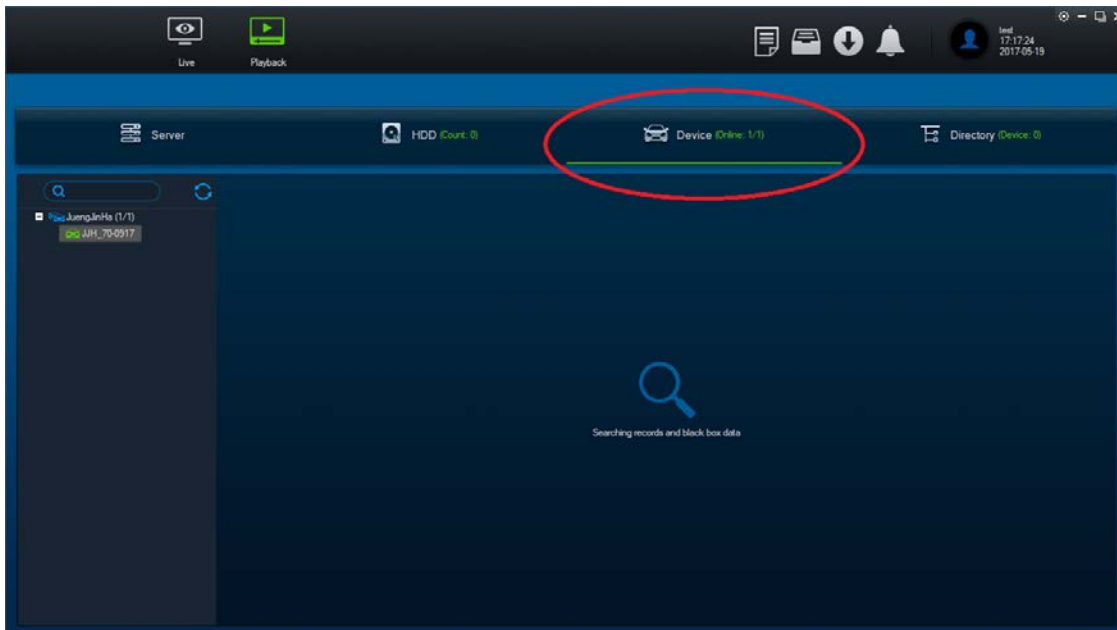 Live
Playback
test
17:17:24
2017-05-19
Server
HDD (Count: 0)
Device (Online: 1/1)
Directory (Device: 0)
JuengJinHa (1/1)
JJH_70-0917
Searching records and black box data